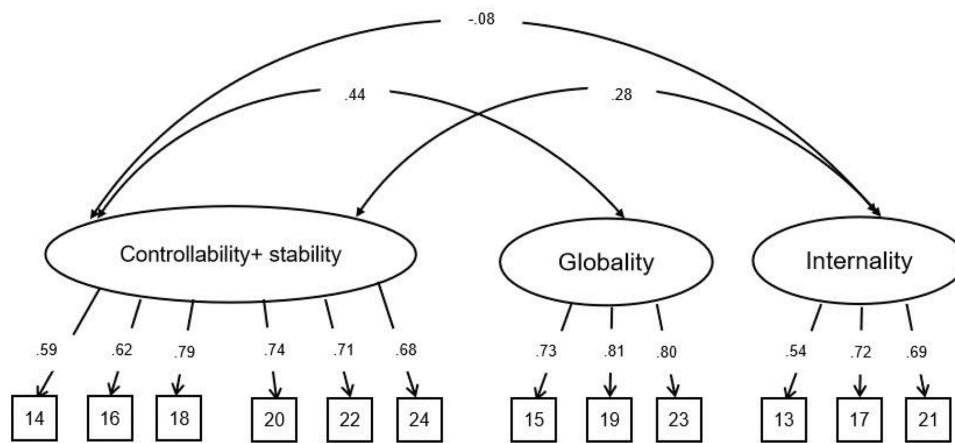 -.08
.44 .28
Controllability+ stability Globality Internality
.59 .62 .79 .74 .71 .68 .73 .81 .80 .54 .72 .69
14 16 18 20 22 24 15 19 23 13 17 21